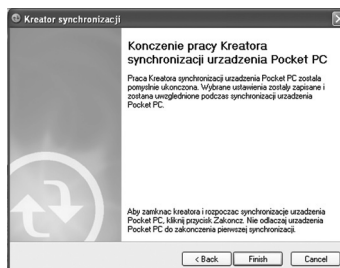 Kreator synchronizacji
Konczenie pracy Kreatora
synchronizacji urzadzenia Pocket PC
Praca Kreatora synchronizacji urzadzenia Pocket PC zostala
pomyslnie ukonczona. Wybrane ustawienia zostaly zapisane i
zostana uwzglednione podczas synchronizacji urzadzenia
Pocket PC.
Aby zamknac kreatora i rozpoczac synchronizacje urzadzenia
Pocket PC, kliknij przycisk Zakoncz. Nie odlaczaj urzadzenia
Pocket PC do zakonczenia pierwszej synchronizacji.
< Back Finish Cancel